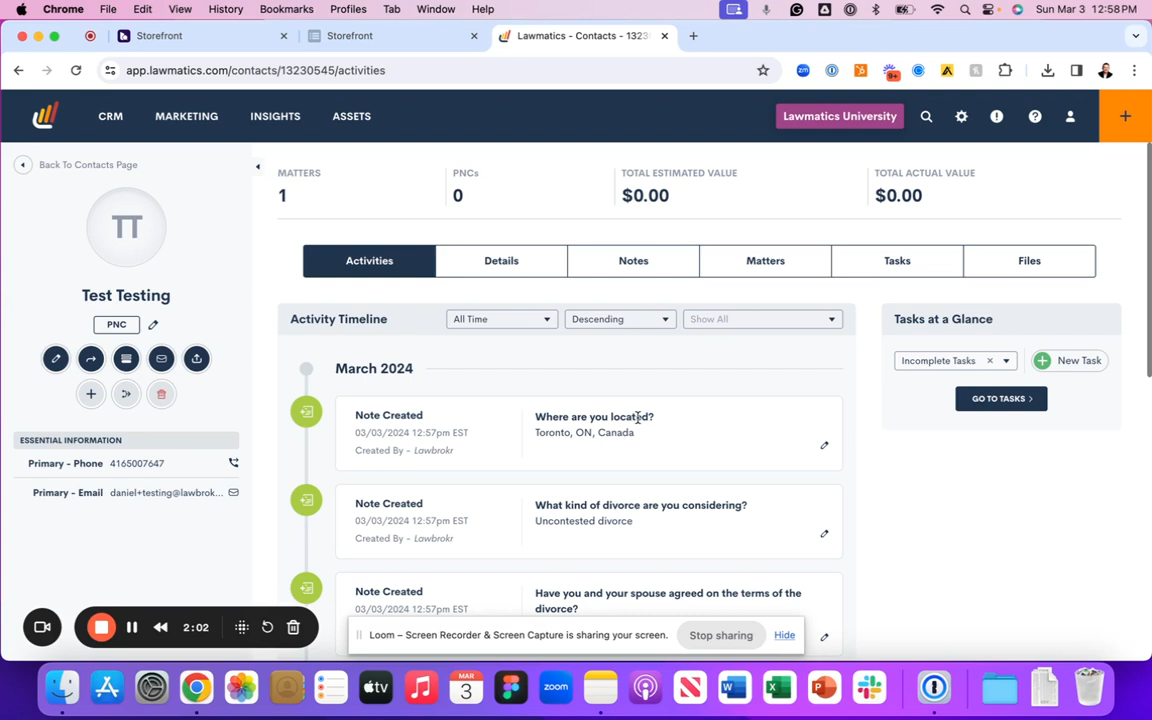 Chrome File Edit View History Bookmarks Profiles Tab Window Help
Sun Mar 3 12:58 PM
Storefront
Storefront
Lawmatics - Contacts - 1323
app.lawmatics.com/contacts/13230545/activities
9+
CRM MARKETING INSIGHTS ASSETS
Lawmatics University
Back To Contacts Page
TT
Test Testing
PNC
ESSENTIAL INFORMATION
Primary - Phone 4165007647
Primary - Email daniel+testing@lawbrok...
MATTERS
1
PNCs
0
TOTAL ESTIMATED VALUE
$0.00
TOTAL ACTUAL VALUE
$0.00
Activities Details Notes Matters Tasks Files
Activity Timeline
All Time
Descending
Show All
March 2024
Note Created
03/03/2024 12:57pm EST
Created By - Lawbrokr
Where are you located?
Toronto, ON, Canada
Note Created
03/03/2024 12:57pm EST
Created By - Lawbrokr
What kind of divorce are you considering?
Uncontested divorce
Note Created
03/03/2024 12:57pm EST
Have you and your spouse agreed on the terms of the
divorce?
Tasks at a Glance
Incomplete Tasks
New Task
GO TO TASKS
2:02
Loom – Screen Recorder & Screen Capture is sharing your screen.
Stop sharing
Hide
MAR
3
tv
zoom